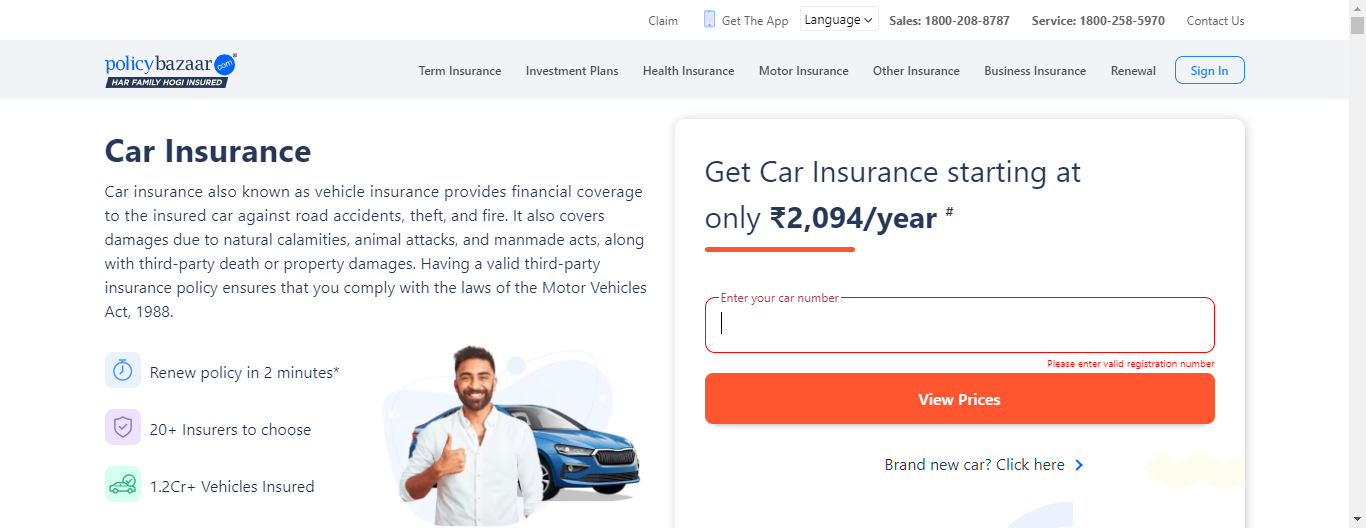 Claim
Get The App
Language
Sales: 1800-208-8787
Service: 1800-258-5970
Contact Us
policybazaar.com®
HAR FAMILY HOGI INSURED
Term Insurance
Investment Plans
Health Insurance
Motor Insurance
Other Insurance
Business Insurance
Renewal
Sign In
Car Insurance
Car insurance also known as vehicle insurance provides financial coverage
to the insured car against road accidents, theft, and fire. It also covers
damages due to natural calamities, animal attacks, and manmade acts, along
with third-party death or property damages. Having a valid third-party
insurance policy ensures that you comply with the laws of the Motor Vehicles
Act, 1988.
Renew policy in 2 minutes*
20+ Insurers to choose
1.2Cr+ Vehicles Insured
Get Car Insurance starting at
only ₹2,094/year #
Enter your car number
Please enter valid registration number
View Prices
Brand new car? Click here